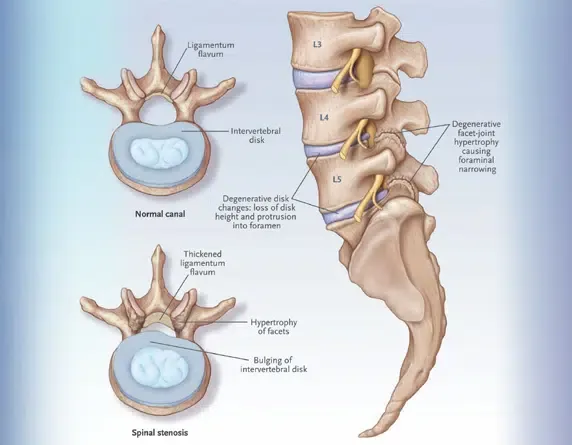 Ligamentum
flavum
Intervertebral
disk
Normal canal
Thickened
ligamentum
flavum
Hypertrophy
of facets
Bulging of
intervertebral disk
Spinal stenosis
L3
L4
L5
Degenerative disk
changes: loss of disk
height and protrusion
into foramen
Degenerative
facet-joint
hypertrophy
causing
foraminal
narrowing